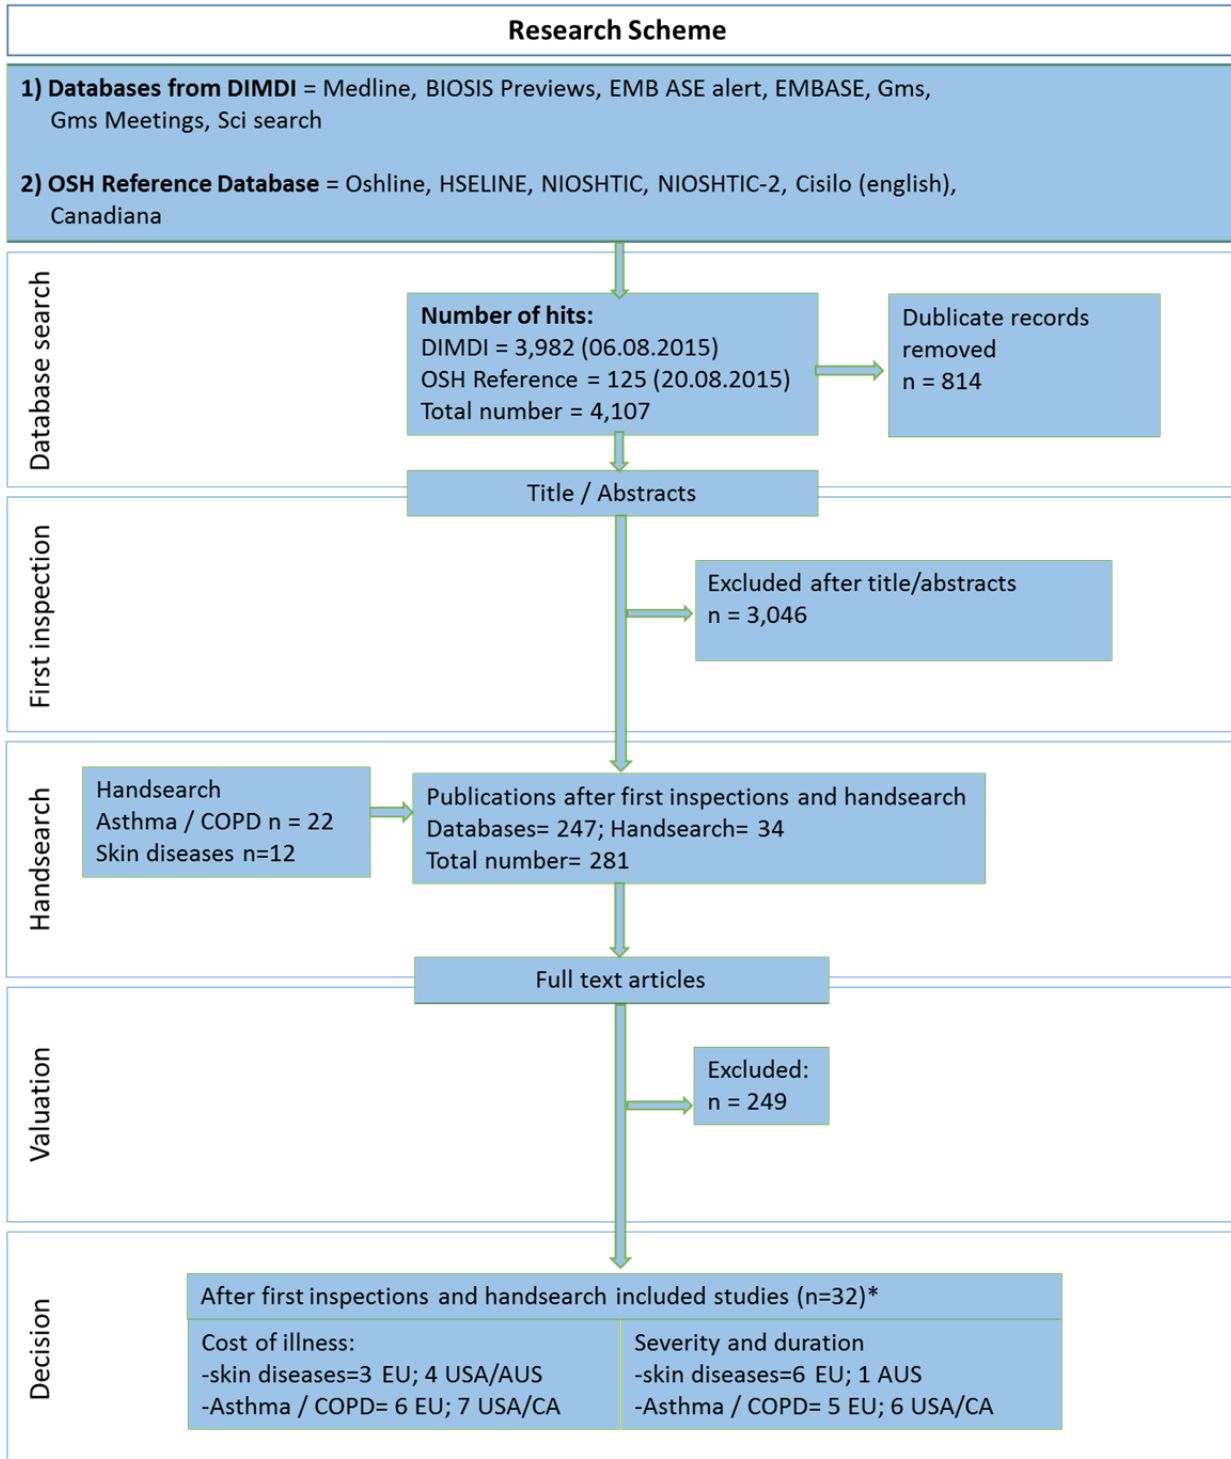 Research Scheme
1) Databases from DIMDI = Medline, BIOSIS Previews, EMB ASE alert, EMBASE, Gms,
Gms Meetings, Sci search
2) OSH Reference Database = Oshline, HSELINE, NIOSHTIC, NIOSHTIC-2, Cisilo (english),
Canadiana
Database search
Number of hits:
DIMDI = 3,982 (06.08.2015)
OSH Reference = 125 (20.08.2015)
Total number = 4,107
Dublicate records
removed
n = 814
Title / Abstracts
First inspection
Excluded after title/abstracts
n = 3,046
Handsearch
Handsearch
Asthma / COPD n = 22
Skin diseases n=12
Publications after first inspections and handsearch
Databases= 247; Handsearch= 34
Total number= 281
Full text articles
Valuation
Excluded:
n = 249
Decision
After first inspections and handsearch included studies (n=32)*
Cost of illness:
-skin diseases=3 EU; 4 USA/AUS
-Asthma / COPD= 6 EU; 7 USA/CA
Severity and duration
-skin diseases=6 EU; 1 AUS
-Asthma / COPD= 5 EU; 6 USA/CA